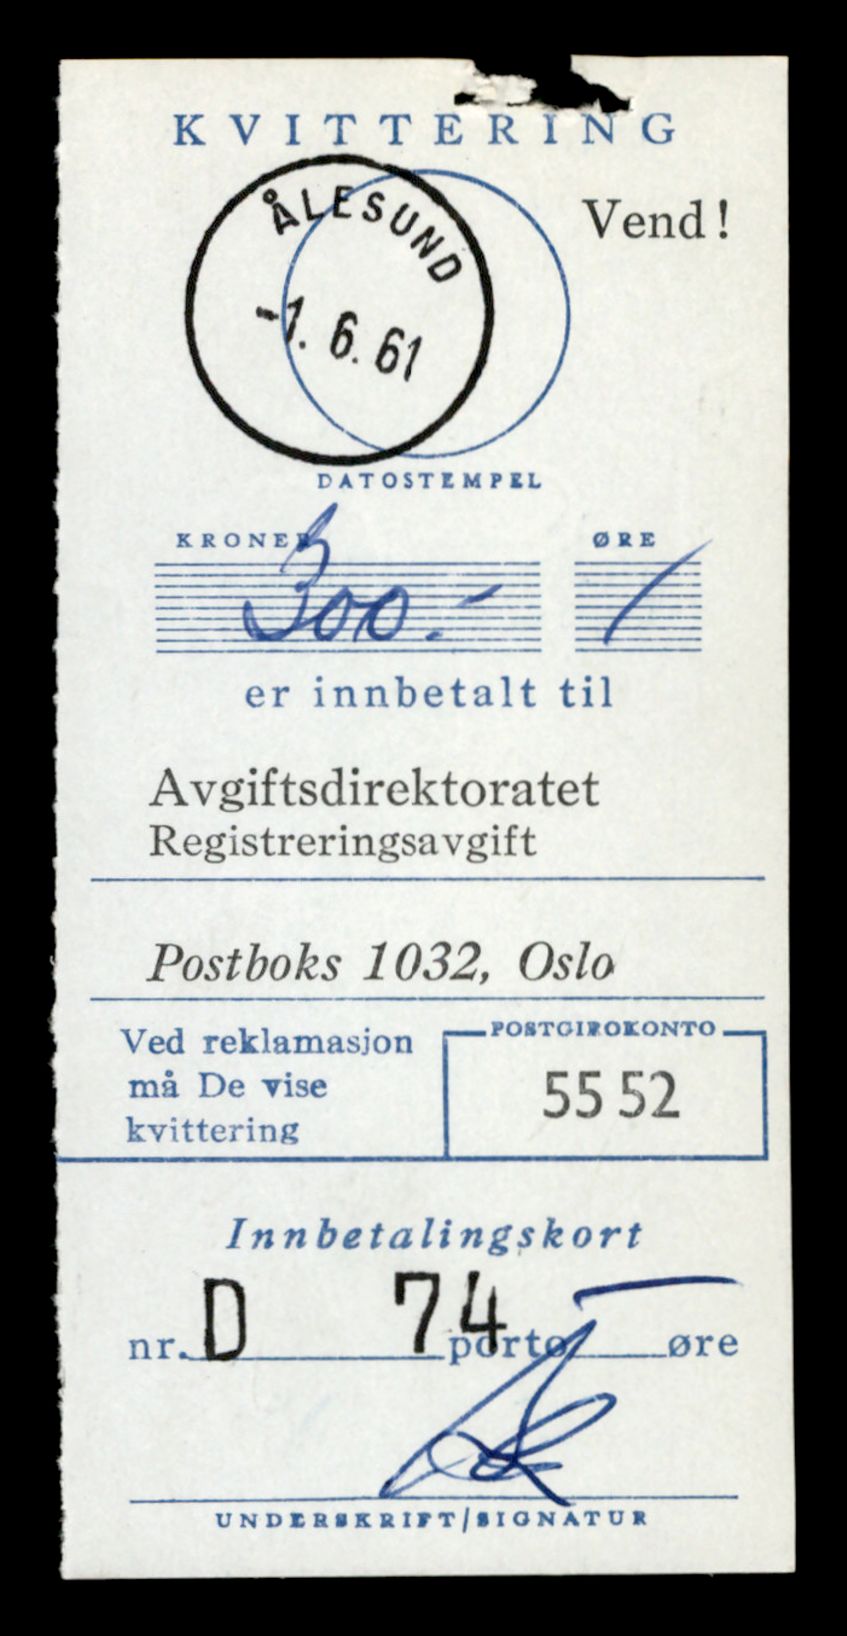 KVITTERING
Vend!
ÅLESUND
-1. 6. 61
DATOSTEMPEL
KRONER ØRE
300.- /
er innbetalt til
Avgiftsdirektoratet
Registreringsavgift
Postboks 1032, Oslo
Ved reklamasjon
må De vise
kvittering
POSTGIROKONTO
55 52
Innbetalingskort
nr. D 74 porto øre
UNDERSKRIFT/SIGNATUR